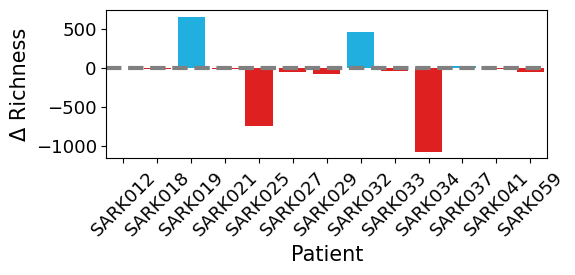 Δ Richness
500
0
−500
−1000
SARK012
SARK018
SARK019
SARK021
SARK025
SARK027
SARK029
SARK032
SARK033
SARK034
SARK037
SARK041
SARK059
Patient